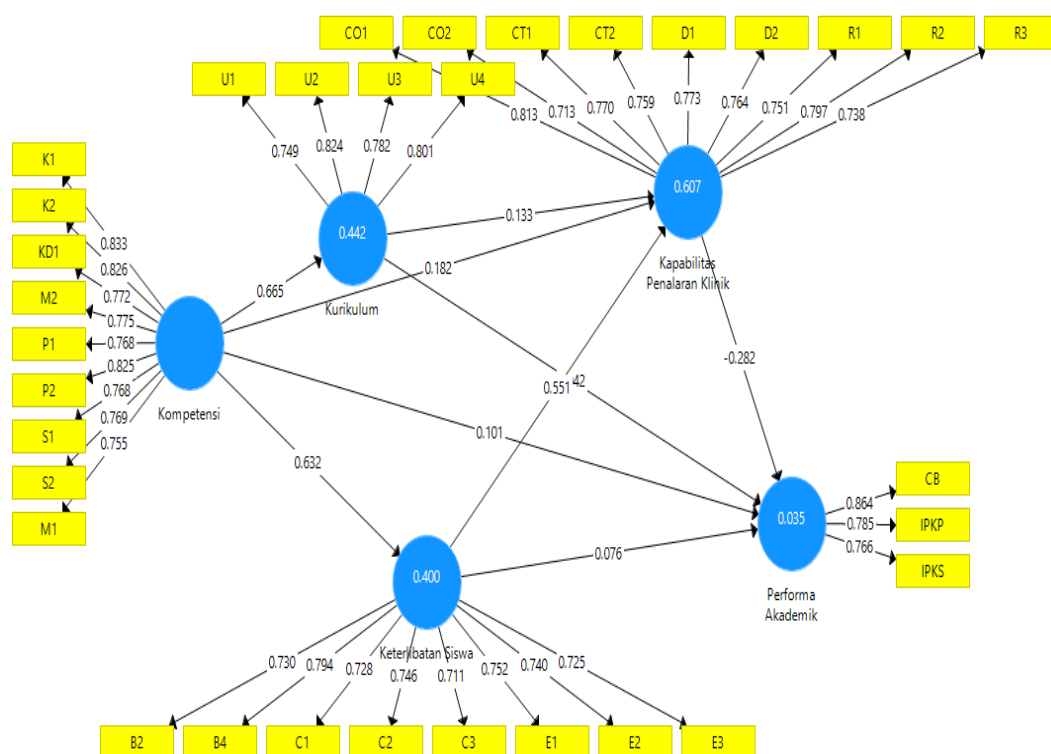 CO1
CO2
CT1
CT2
D1
D2
R1
R2
R3
0.813
0.713
0.770
0.759
0.773
0.764
0.751
0.797
0.738
U1
U2
U3
U4
0.749
0.824
0.782
0.801
K1
K2
KD1
M2
P1
P2
S1
S2
M1
0.833
0.826
0.772
0.775
0.768
0.825
0.768
0.769
0.755
Kompetensi
0.442
Kurikulum
0.607
Kapabilitas
Penalaran Klinik
0.665
0.133
0.182
0.551
42
-0.282
0.101
0.632
0.076
0.400
Keterlibatan Siswa
0.035
Performa
Akademik
0.864
0.785
0.766
CB
IPKP
IPKS
0.730
0.794
0.728
0.746
0.711
0.752
0.740
0.725
B2
B4
C1
C2
C3
E1
E2
E3